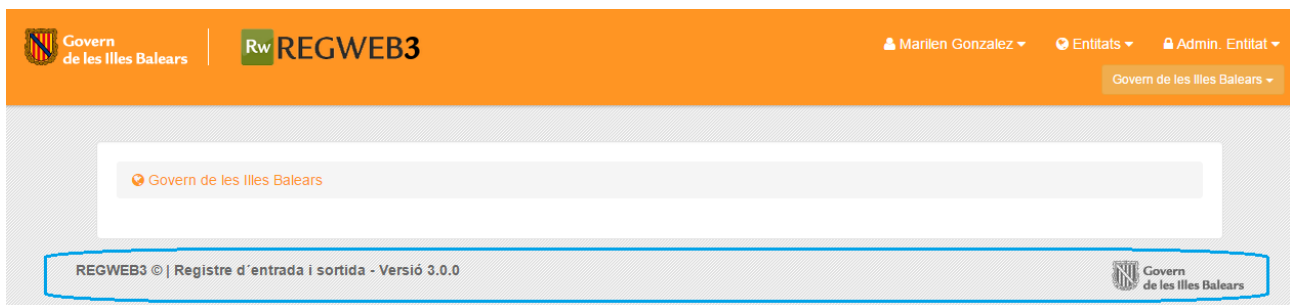 Govern
de les Illes Balears
Rw REGWEB3
Marilen Gonzalez
Entitats
Admin. Entitat
Govern de les Illes Balears
Govern de les Illes Balears
REGWEB3 © | Registre d´entrada i sortida - Versió 3.0.0
Govern
de les Illes Balears